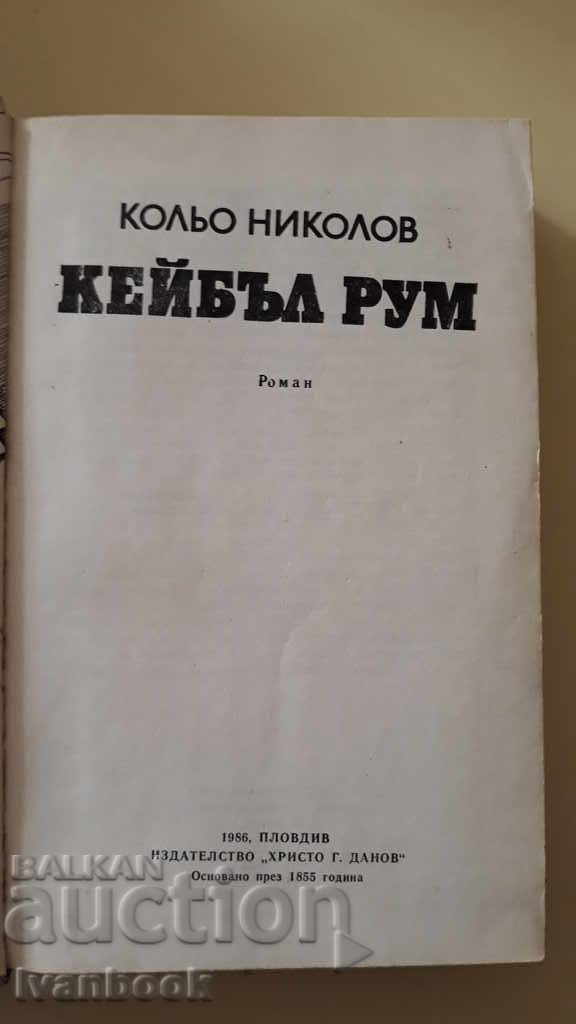 КОЛЬО НИКОЛОВ
КЕЙБЪЛ РУМ
Роман
1986, ПЛОВДИВ
ИЗДАТЕЛСТВО „ХРИСТО Г. ДАНОВ“
Основано през 1855 година
BALKAN
auction
Ivanbook